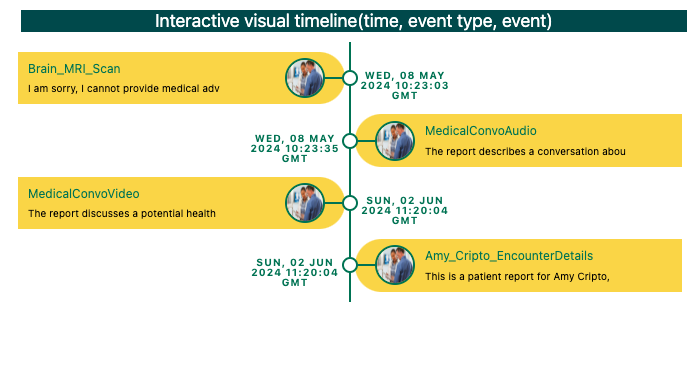 Interactive visual timeline(time, event type, event)
Brain_MRI_Scan
I am sorry, I cannot provide medical adv
WED, 08 MAY
2024 10:23:03
GMT
WED, 08 MAY
2024 10:23:35
GMT
MedicalConvoAudio
The report describes a conversation abou
MedicalConvoVideo
The report discusses a potential health
SUN, 02 JUN
2024 11:20:04
GMT
SUN, 02 JUN
2024 11:20:04
GMT
Amy_Cripto_EncounterDetails
This is a patient report for Amy Cripto,